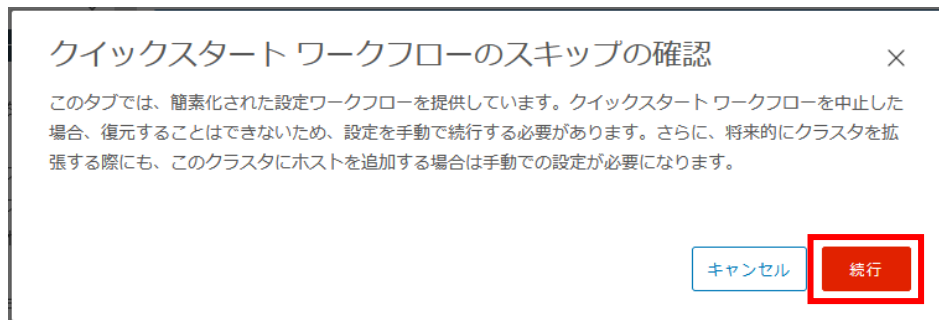 クイックスタート ワークフローのスキップの確認
このタブでは、簡素化された設定ワークフローを提供しています。クイックスタート ワークフローを中止した
場合、復元することはできないため、設定を手動で続行する必要があります。さらに、将来的にクラスタを拡
張する際にも、このクラスタにホストを追加する場合は手動での設定が必要になります。
キャンセル
続行